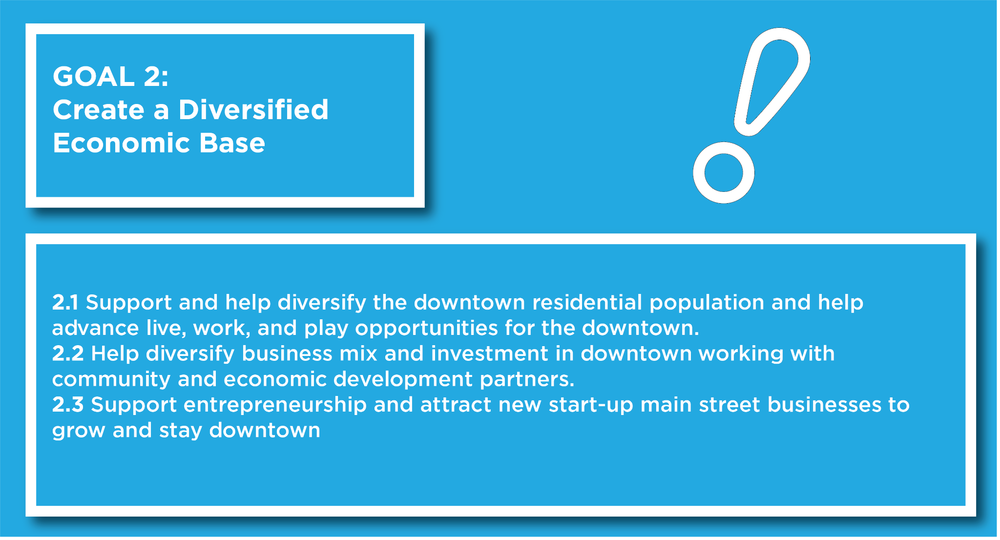 GOAL 2:
Create a Diversified
Economic Base
2.1 Support and help diversify the downtown residential population and help
advance live, work, and play opportunities for the downtown.
2.2 Help diversify business mix and investment in downtown working with
community and economic development partners.
2.3 Support entrepreneurship and attract new start-up main street businesses to
grow and stay downtown